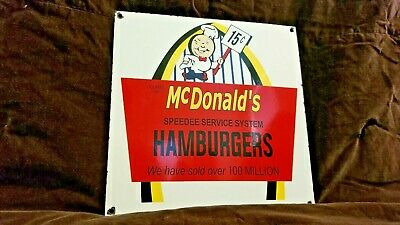 15¢
McDonald's
SPEEDEE SERVICE SYSTEM
HAMBURGERS
We have sold over 100 MILLION